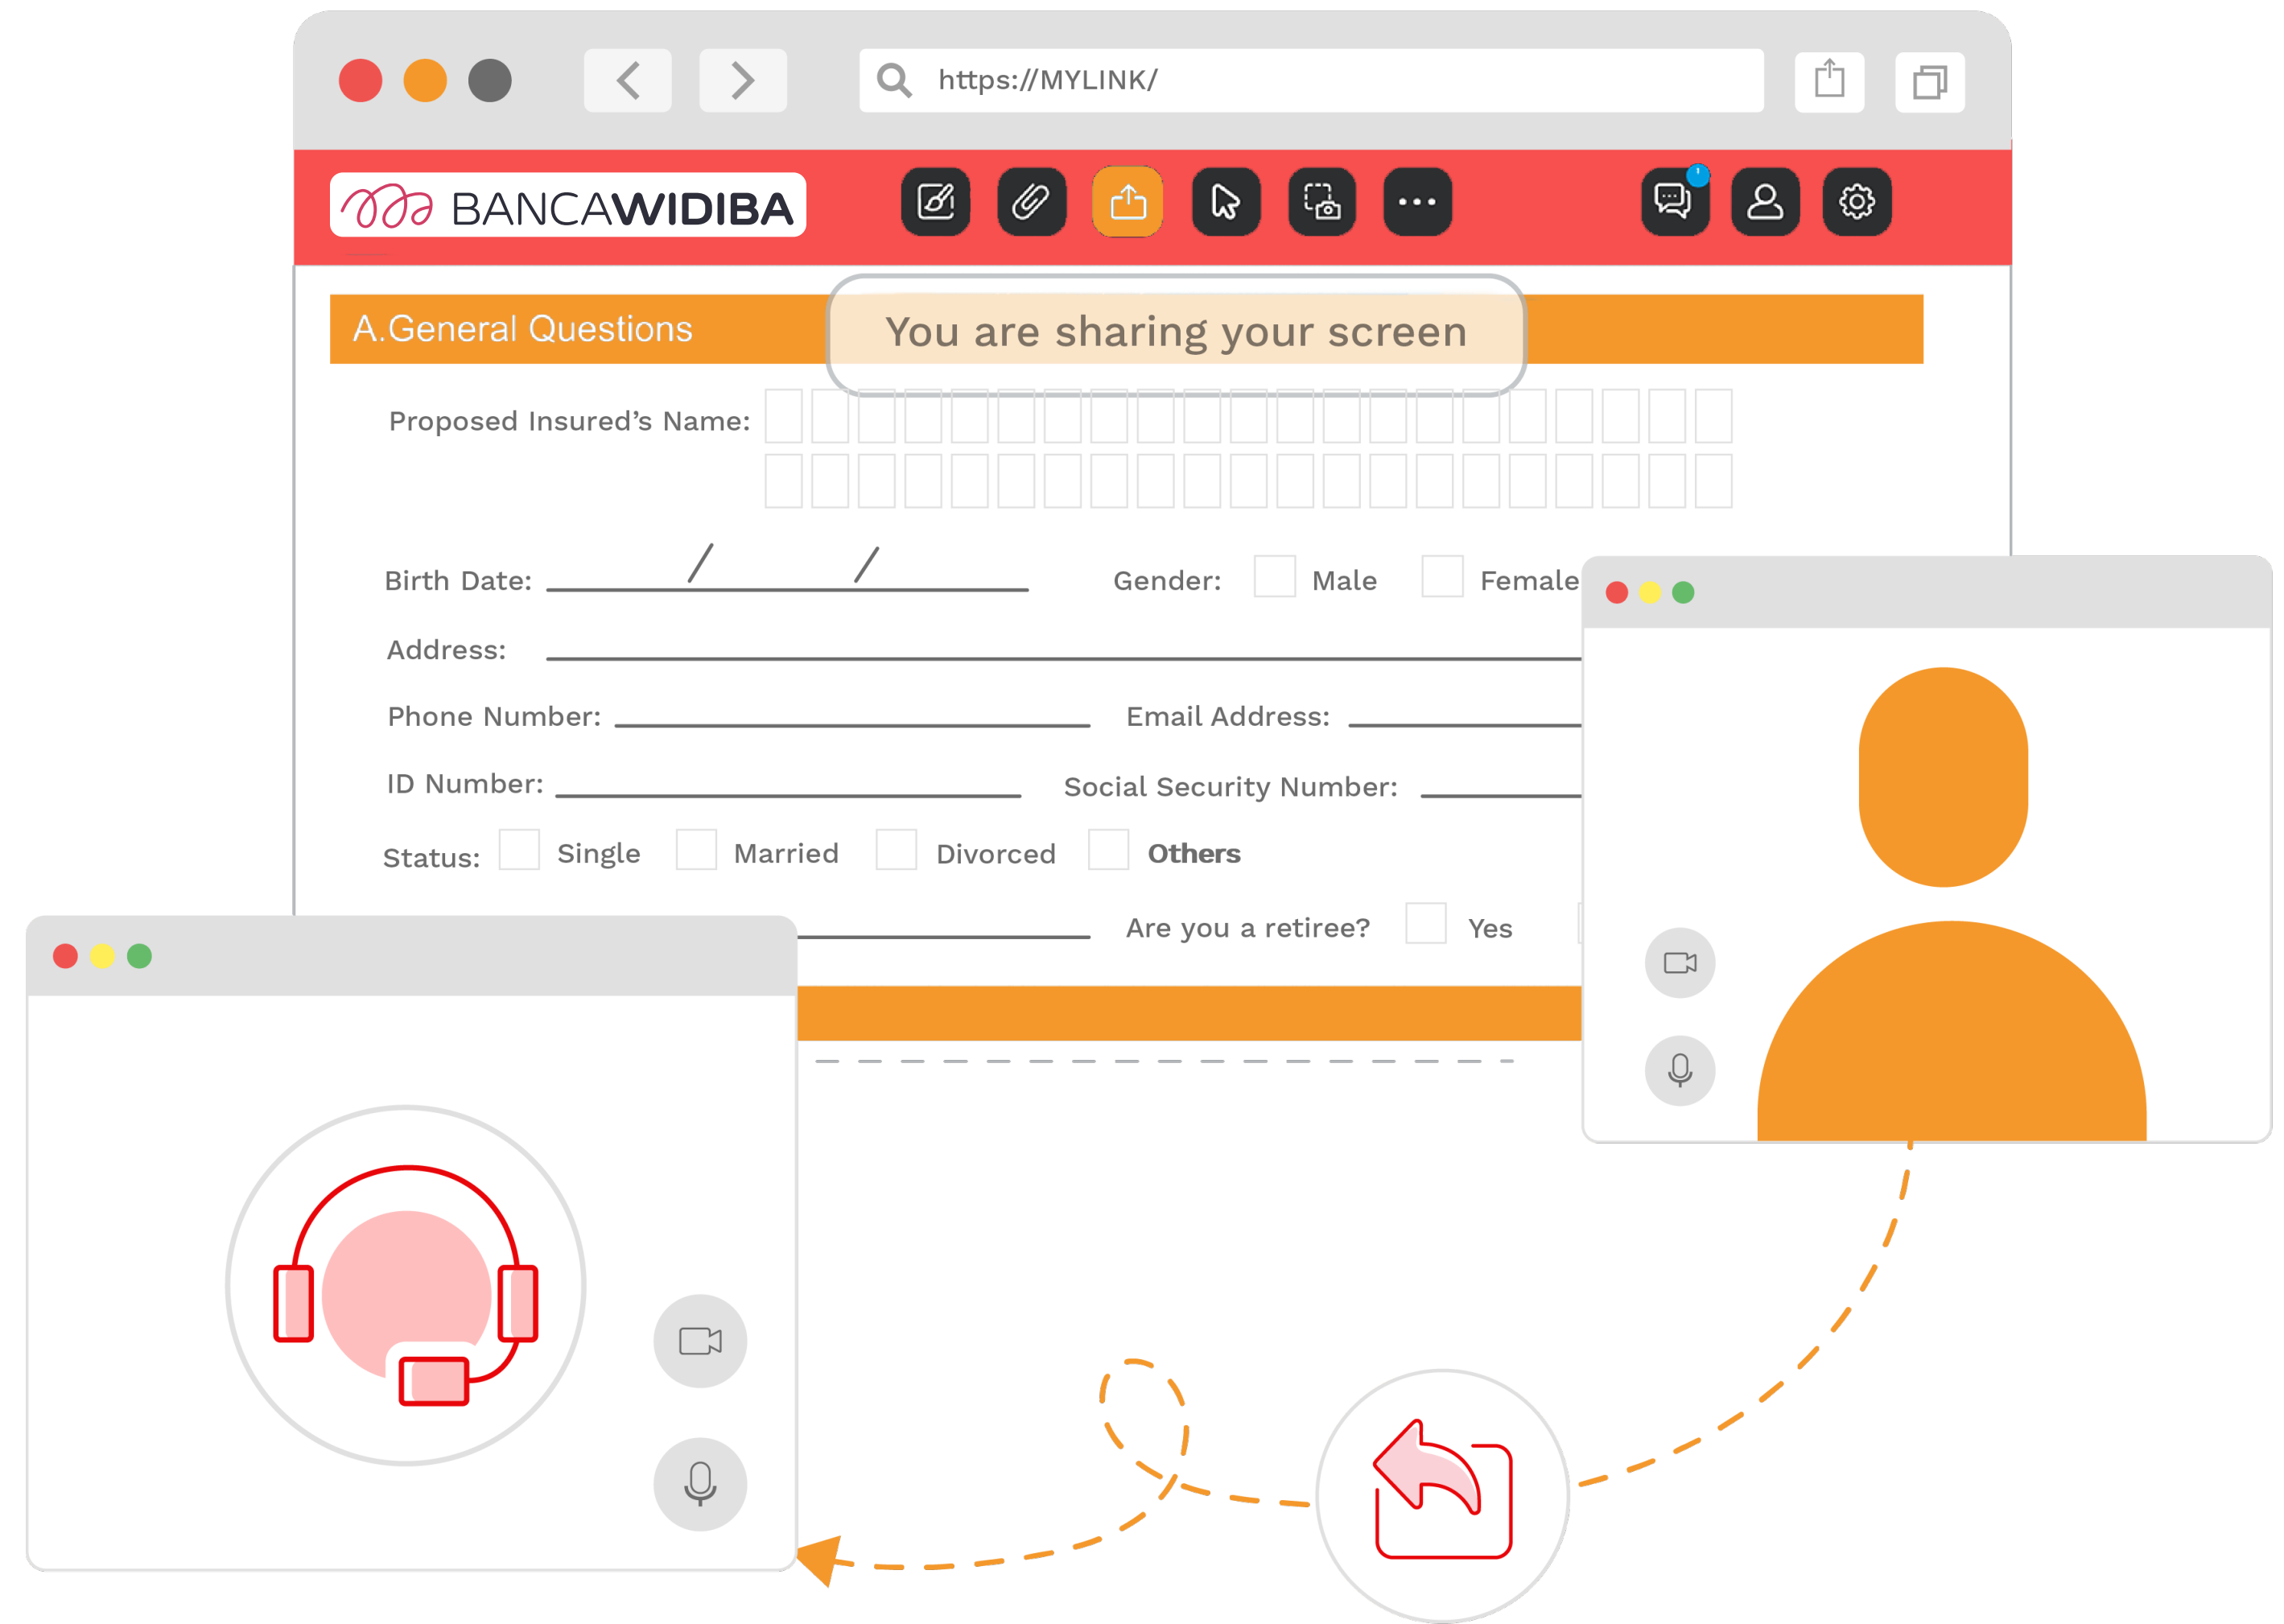 https://MYLINK/
BANCAWIDIBA
1
A.General Questions
You are sharing your screen
Proposed Insured’s Name:
Birth Date: / / Gender: Male Female
Address:
Phone Number: Email Address:
ID Number: Social Security Number:
Status: Single Married Divorced Others
Are you a retiree? Yes